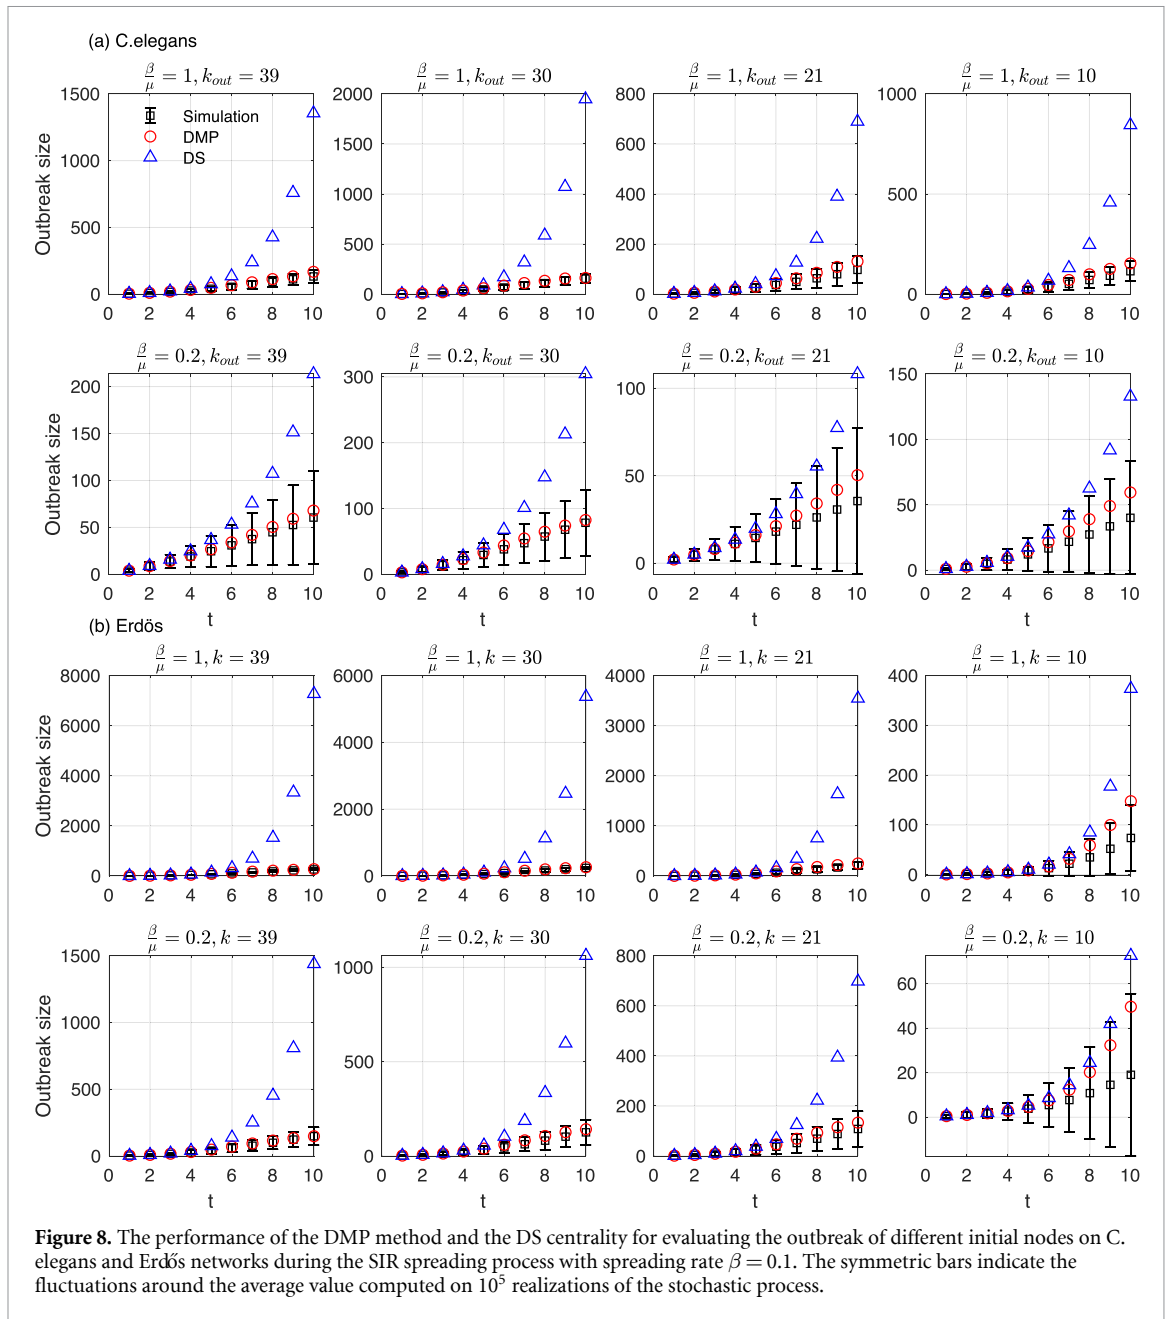 (a) C.elegans
β/μ = 1, k_out = 39
β/μ = 1, k_out = 30
β/μ = 1, k_out = 21
β/μ = 1, k_out = 10
Outbreak size
1500
1000
500
0
0 2 4 6 8 10
Simulation
DMP
DS
2000
1500
1000
500
0
0 2 4 6 8 10
800
600
400
200
0
0 2 4 6 8 10
1000
500
0
0 2 4 6 8 10
β/μ = 0.2, k_out = 39
β/μ = 0.2, k_out = 30
β/μ = 0.2, k_out = 21
β/μ = 0.2, k_out = 10
Outbreak size
200
150
100
50
0
0 2 4 6 8 10
t
300
200
100
0
0 2 4 6 8 10
t
100
50
0
0 2 4 6 8 10
t
150
100
50
0
0 2 4 6 8 10
t
(b) Erdös
β/μ = 1, k = 39
β/μ = 1, k = 30
β/μ = 1, k = 21
β/μ = 1, k = 10
Outbreak size
8000
6000
4000
2000
0
0 2 4 6 8 10
6000
4000
2000
0
0 2 4 6 8 10
4000
3000
2000
1000
0
0 2 4 6 8 10
400
300
200
100
0
0 2 4 6 8 10
β/μ = 0.2, k = 39
β/μ = 0.2, k = 30
β/μ = 0.2, k = 21
β/μ = 0.2, k = 10
Outbreak size
1500
1000
500
0
0 2 4 6 8 10
t
1000
500
0
0 2 4 6 8 10
t
800
600
400
200
0
0 2 4 6 8 10
t
60
40
20
0
0 2 4 6 8 10
t
Figure 8. The performance of the DMP method and the DS centrality for evaluating the outbreak of different initial nodes on C.
elegans and Erdős networks during the SIR spreading process with spreading rate β = 0.1. The symmetric bars indicate the
fluctuations around the average value computed on 10⁵ realizations of the stochastic process.